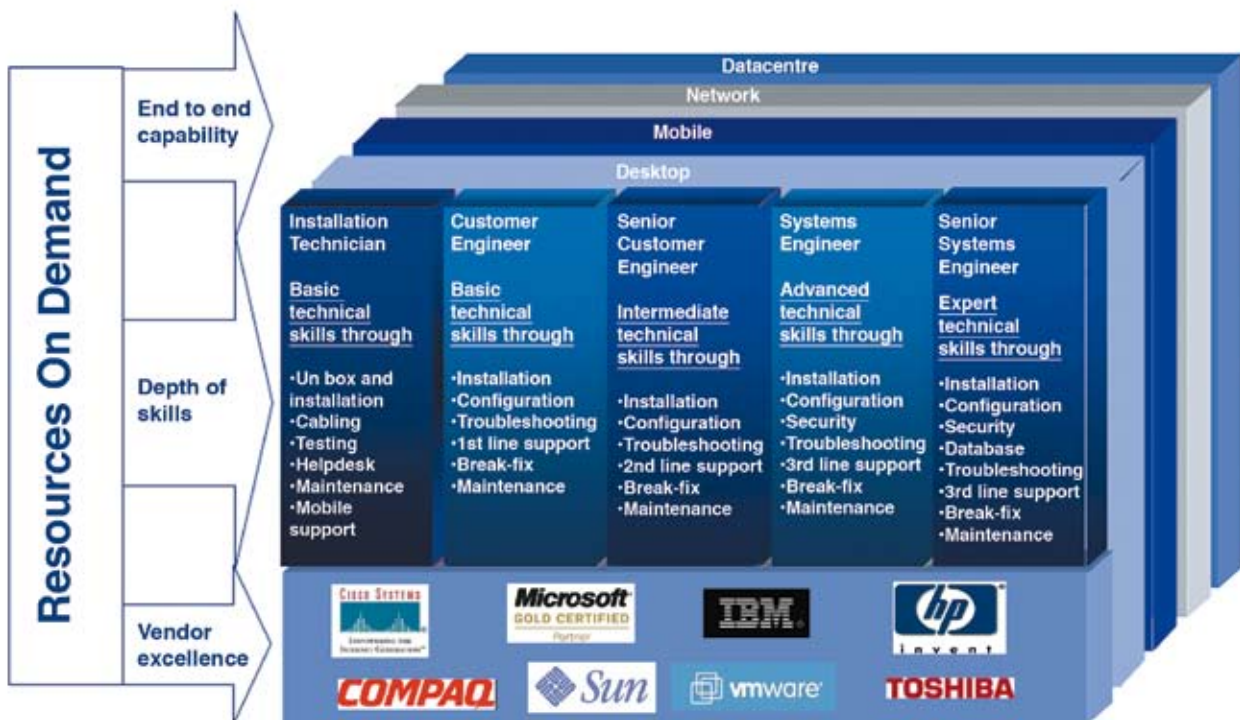 Resources On Demand
End to end
capability
Depth of
skills
Vendor
excellence
Datacentre
Network
Mobile
Desktop
Installation
Technician
Basic
technical
skills through
•Un box and
installation
•Cabling
•Testing
•Helpdesk
•Maintenance
•Mobile
support
Customer
Engineer
Basic
technical
skills through
•Installation
•Configuration
•Troubleshooting
•1st line support
•Break-fix
•Maintenance
Senior
Customer
Engineer
Intermediate
technical
skills through
•Installation
•Configuration
•Troubleshooting
•2nd line support
•Break-fix
•Maintenance
Systems
Engineer
Advanced
technical
skills through
•Installation
•Configuration
•Security
•Troubleshooting
•3rd line support
•Break-fix
•Maintenance
Senior
Systems
Engineer
Expert
technical
skills through
•Installation
•Configuration
•Security
•Database
•Troubleshooting
•3rd line support
•Break-fix
•Maintenance
CISCO SYSTEMS
Microsoft
GOLD CERTIFIED
Partner
IBM®
hp®
invent
COMPAQ
Sun
vmware®
TOSHIBA